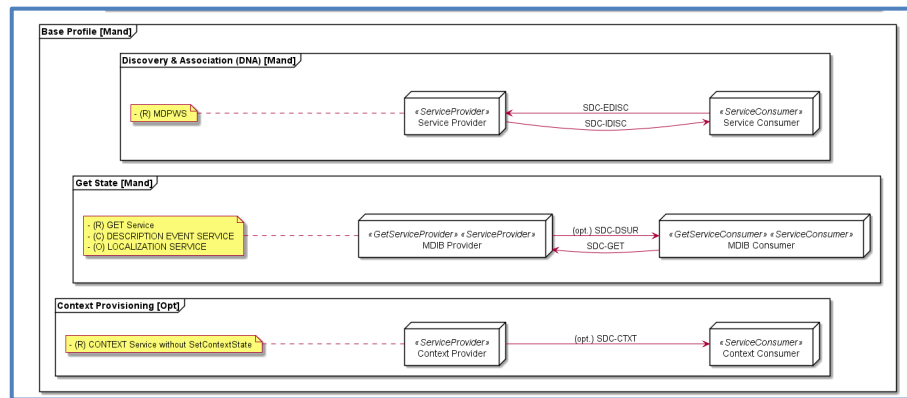 Base Profile [Mand]
Discovery & Association (DNA) [Mand]
- (R) MDPWS
«ServiceProvider»
Service Provider
SDC-EDISC
SDC-IDISC
«ServiceConsumer»
Service Consumer
Get State [Mand]
- (R) GET Service
- (C) DESCRIPTION EVENT SERVICE
- (O) LOCALIZATION SERVICE
«GetServiceProvider» «ServiceProvider»
MDIB Provider
(opt.) SDC-DSUR
SDC-GET
«GetServiceConsumer» «ServiceConsumer»
MDIB Consumer
Context Provisioning [Opt]
- (R) CONTEXT Service without SetContextState
«ServiceProvider»
Context Provider
(opt.) SDC-CTXT
«ServiceConsumer»
Context Consumer